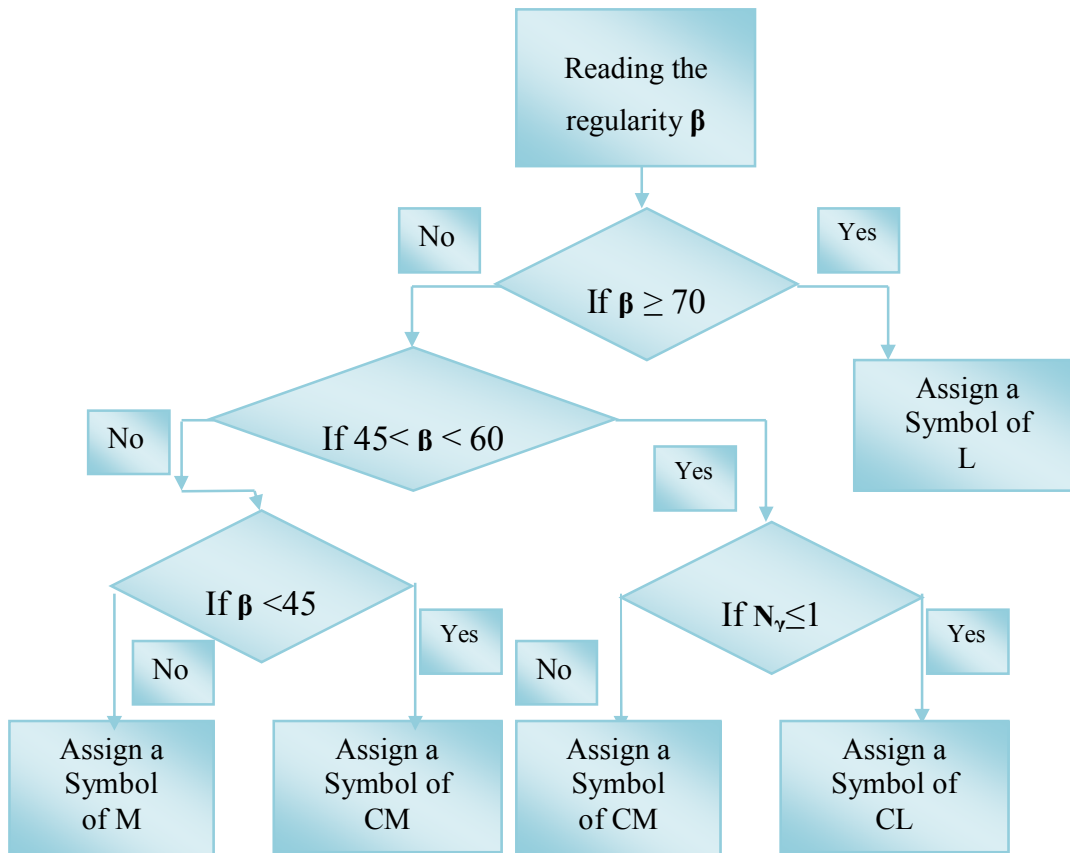 Reading the
regularity β
No
Yes
If β ≥ 70
Assign a
Symbol of
L
No
If 45< β < 60
Yes
If β <45
If Nγ≤1
No
Yes
No
Yes
Assign a
Symbol
of M
Assign a
Symbol of
CM
Assign a
Symbol
of CM
Assign a
Symbol of
CL